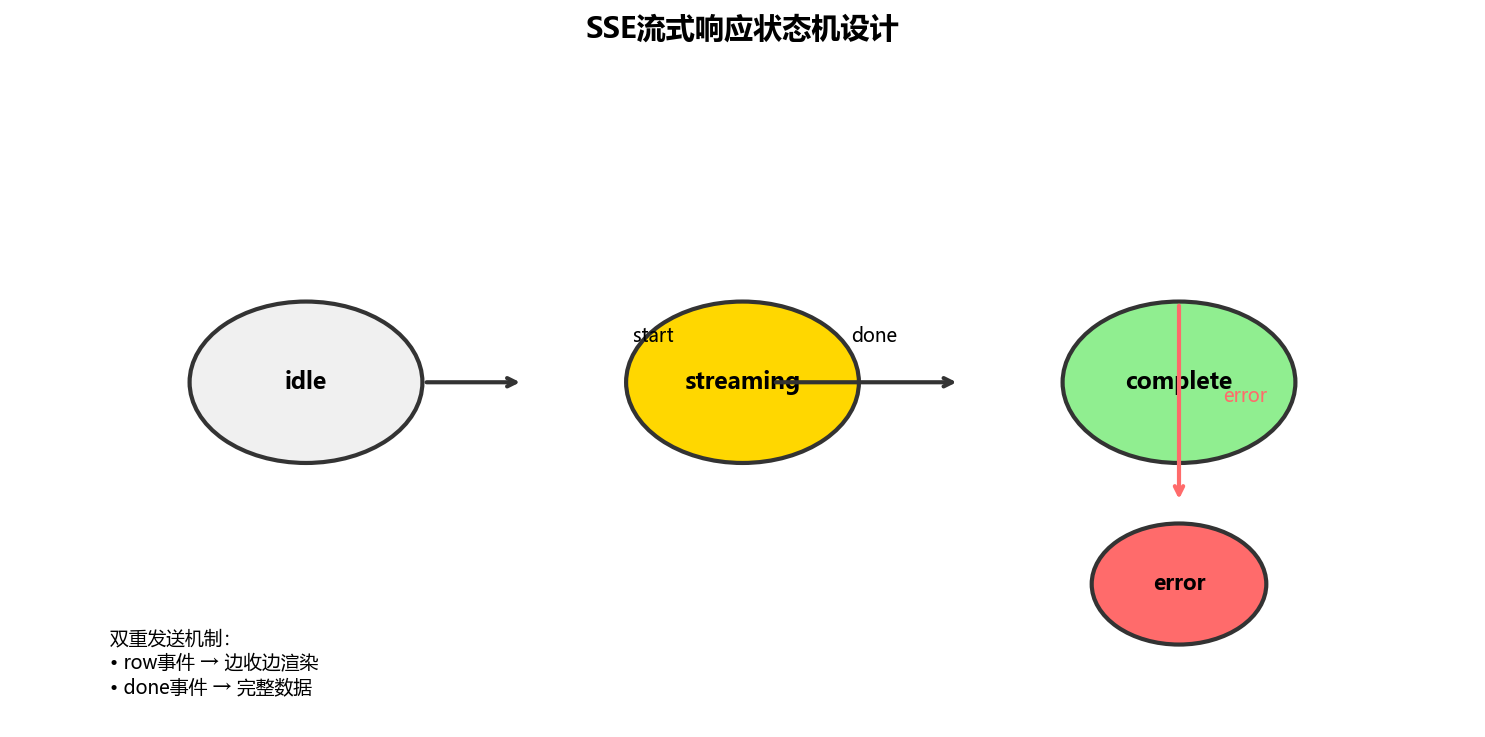 SSE流式响应状态机设计
start
done
idle
streaming
complete
error
error
双重发送机制：
• row事件 → 边收边渲染
• done事件 → 完整数据